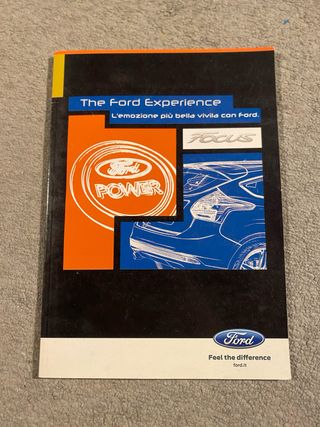 The Ford Experience
L'emozione più bella vivila con Ford.
Ford
POWER
FOCUS
Ford
Feel the difference
ford.it